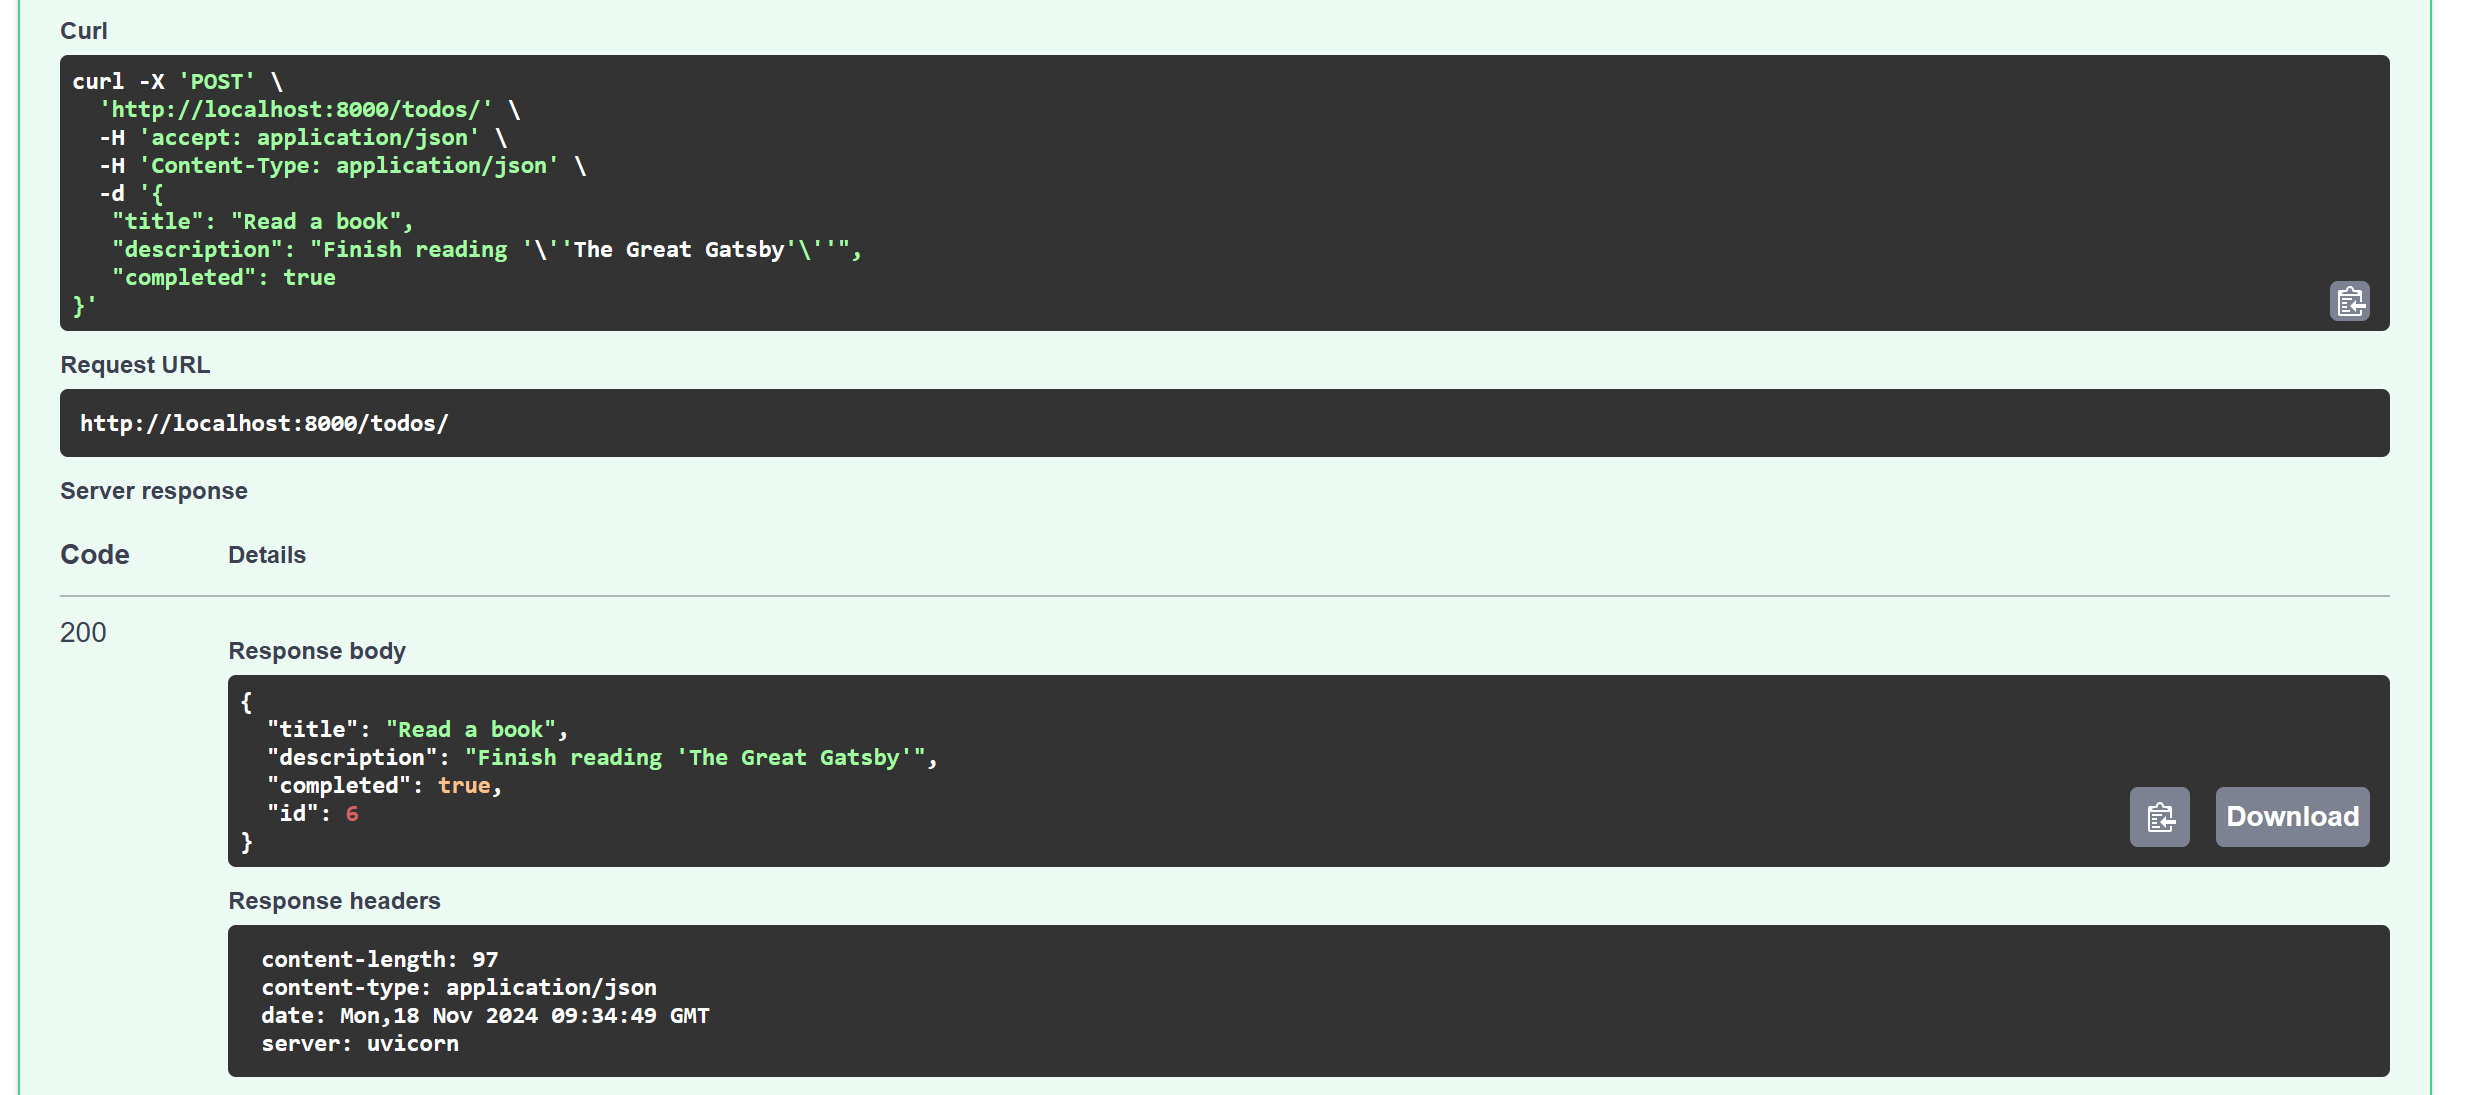 Curl
curl -X 'POST' \
  'http://localhost:8000/todos/' \
  -H 'accept: application/json' \
  -H 'Content-Type: application/json' \
  -d '{
   "title": "Read a book",
   "description": "Finish reading '\''The Great Gatsby'\''",
   "completed": true
}'
Request URL
http://localhost:8000/todos/
Server response
Code Details
200
Response body
{
  "title": "Read a book",
  "description": "Finish reading 'The Great Gatsby'",
  "completed": true,
  "id": 6
}
Download
Response headers
content-length: 97
content-type: application/json
date: Mon,18 Nov 2024 09:34:49 GMT
server: uvicorn